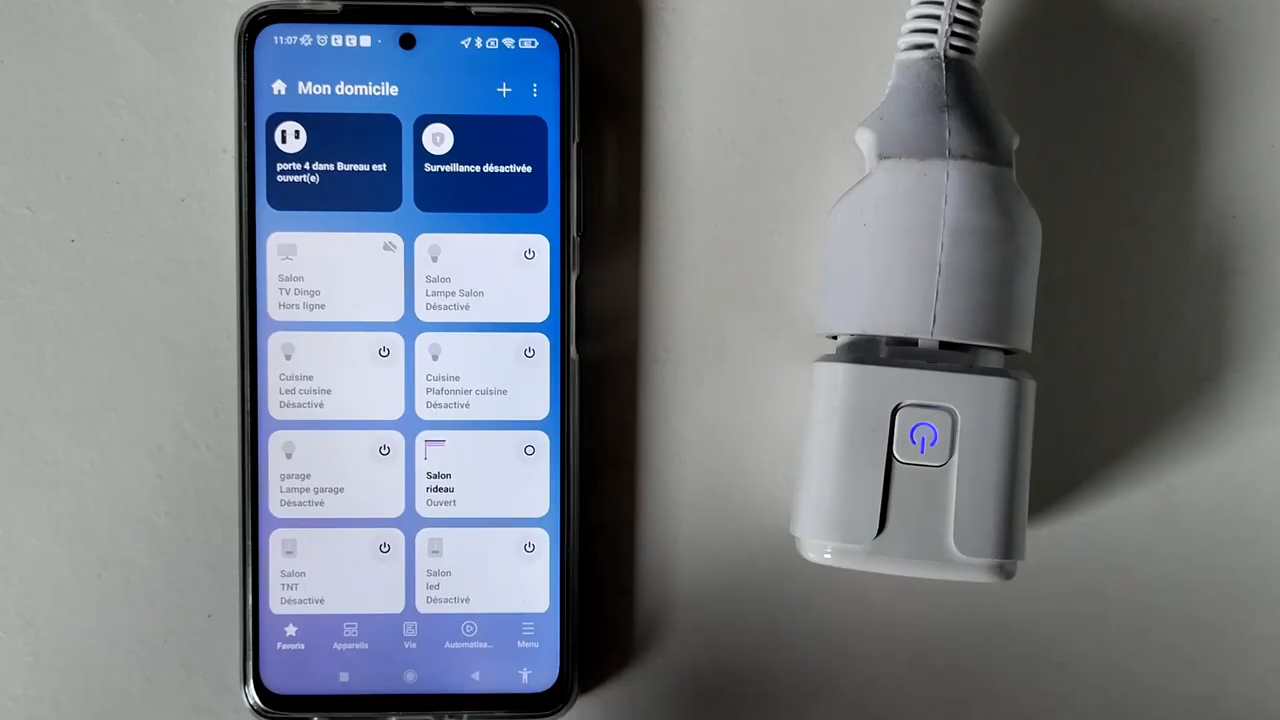 11:07
62
Mon domicile
porte 4 dans Bureau est
ouvert(e)
Surveillance désactivée
Salon
TV Dingo
Hors ligne
Salon
Lampe Salon
Désactivé
Cuisine
Led cuisine
Désactivé
Cuisine
Plafonnier cuisine
Désactivé
garage
Lampe garage
Désactivé
Salon
rideau
Ouvert
Salon
TNT
Désactivé
Salon
led
Désactivé
Favoris
Appareils
Vie
Automatisa...
Menu